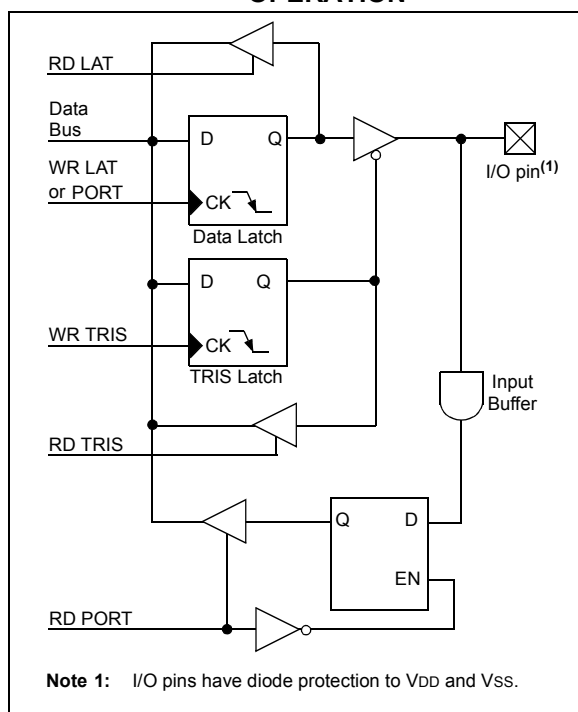 OPERATION
RD LAT
Data
Bus
D
Q
WR LAT
or PORT
CK
I/O pin(1)
Data Latch
D
Q
WR TRIS
CK
TRIS Latch
Input
Buffer
RD TRIS
Q
D
EN
RD PORT
Note 1: I/O pins have diode protection to VDD and VSS.